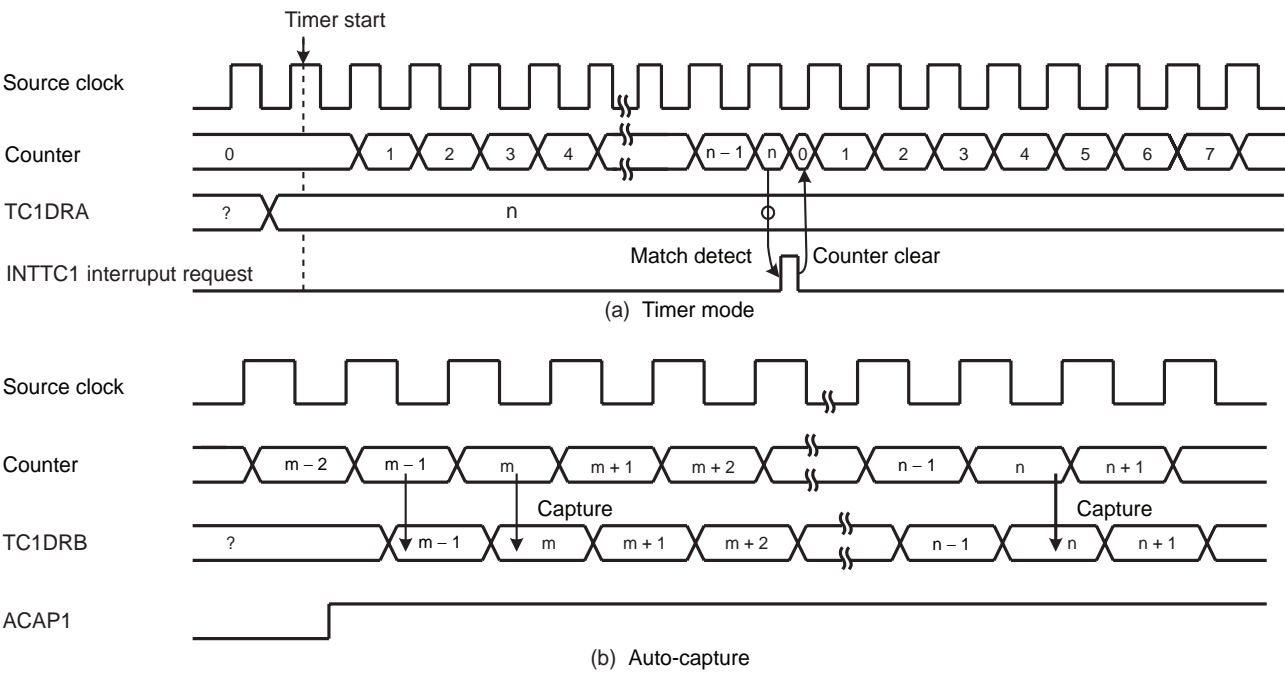 Timer start
Source clock
Counter 0 1 2 3 4 n – 1 n 0 1 2 3 4 5 6 7
TC1DRA ? n
Match detect Counter clear
INTTC1 interruput request
(a) Timer mode
Source clock
Counter m – 2 m – 1 m m + 1 m + 2 n – 1 n n + 1
Capture Capture
TC1DRB ? m – 1 m m + 1 m + 2 n – 1 n n + 1
ACAP1
(b) Auto-capture